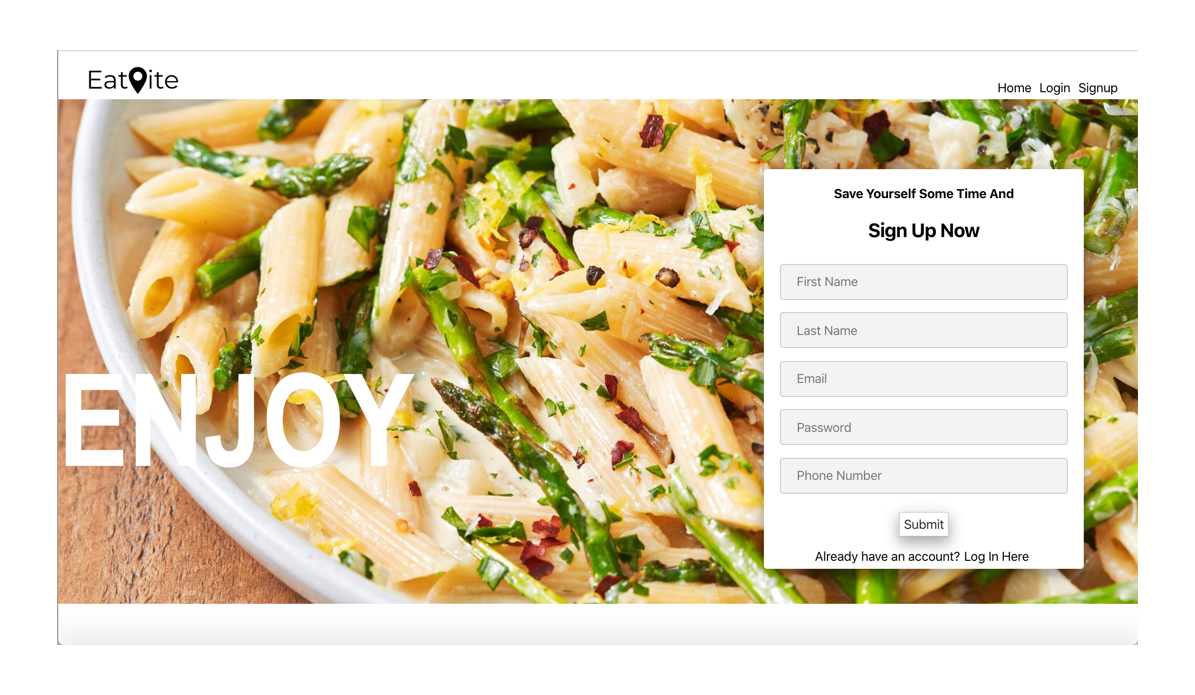 Eatite
Home Login Signup
Save Yourself Some Time And
Sign Up Now
First Name
Last Name
Email
ENJOY
Password
Phone Number
Submit
Already have an account? Log In Here